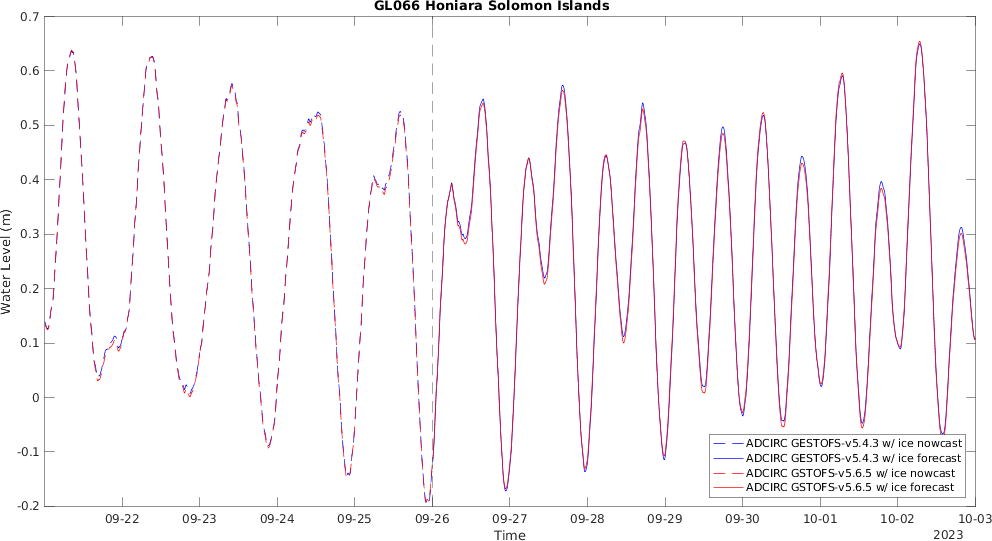 GL066 Honiara Solomon Islands
0.7
0.6
0.5
0.4
0.3
0.2
0.1
0
-0.1
-0.2
Water Level (m)
ADCIRC GESTOFS-v5.4.3 w/ ice nowcast
ADCIRC GESTOFS-v5.4.3 w/ ice forecast
ADCIRC GSTOFS-v5.6.5 w/ ice nowcast
ADCIRC GSTOFS-v5.6.5 w/ ice forecast
09-22 09-23 09-24 09-25 09-26 09-27 09-28 09-29 09-30 10-01 10-02 10-03
Time 2023